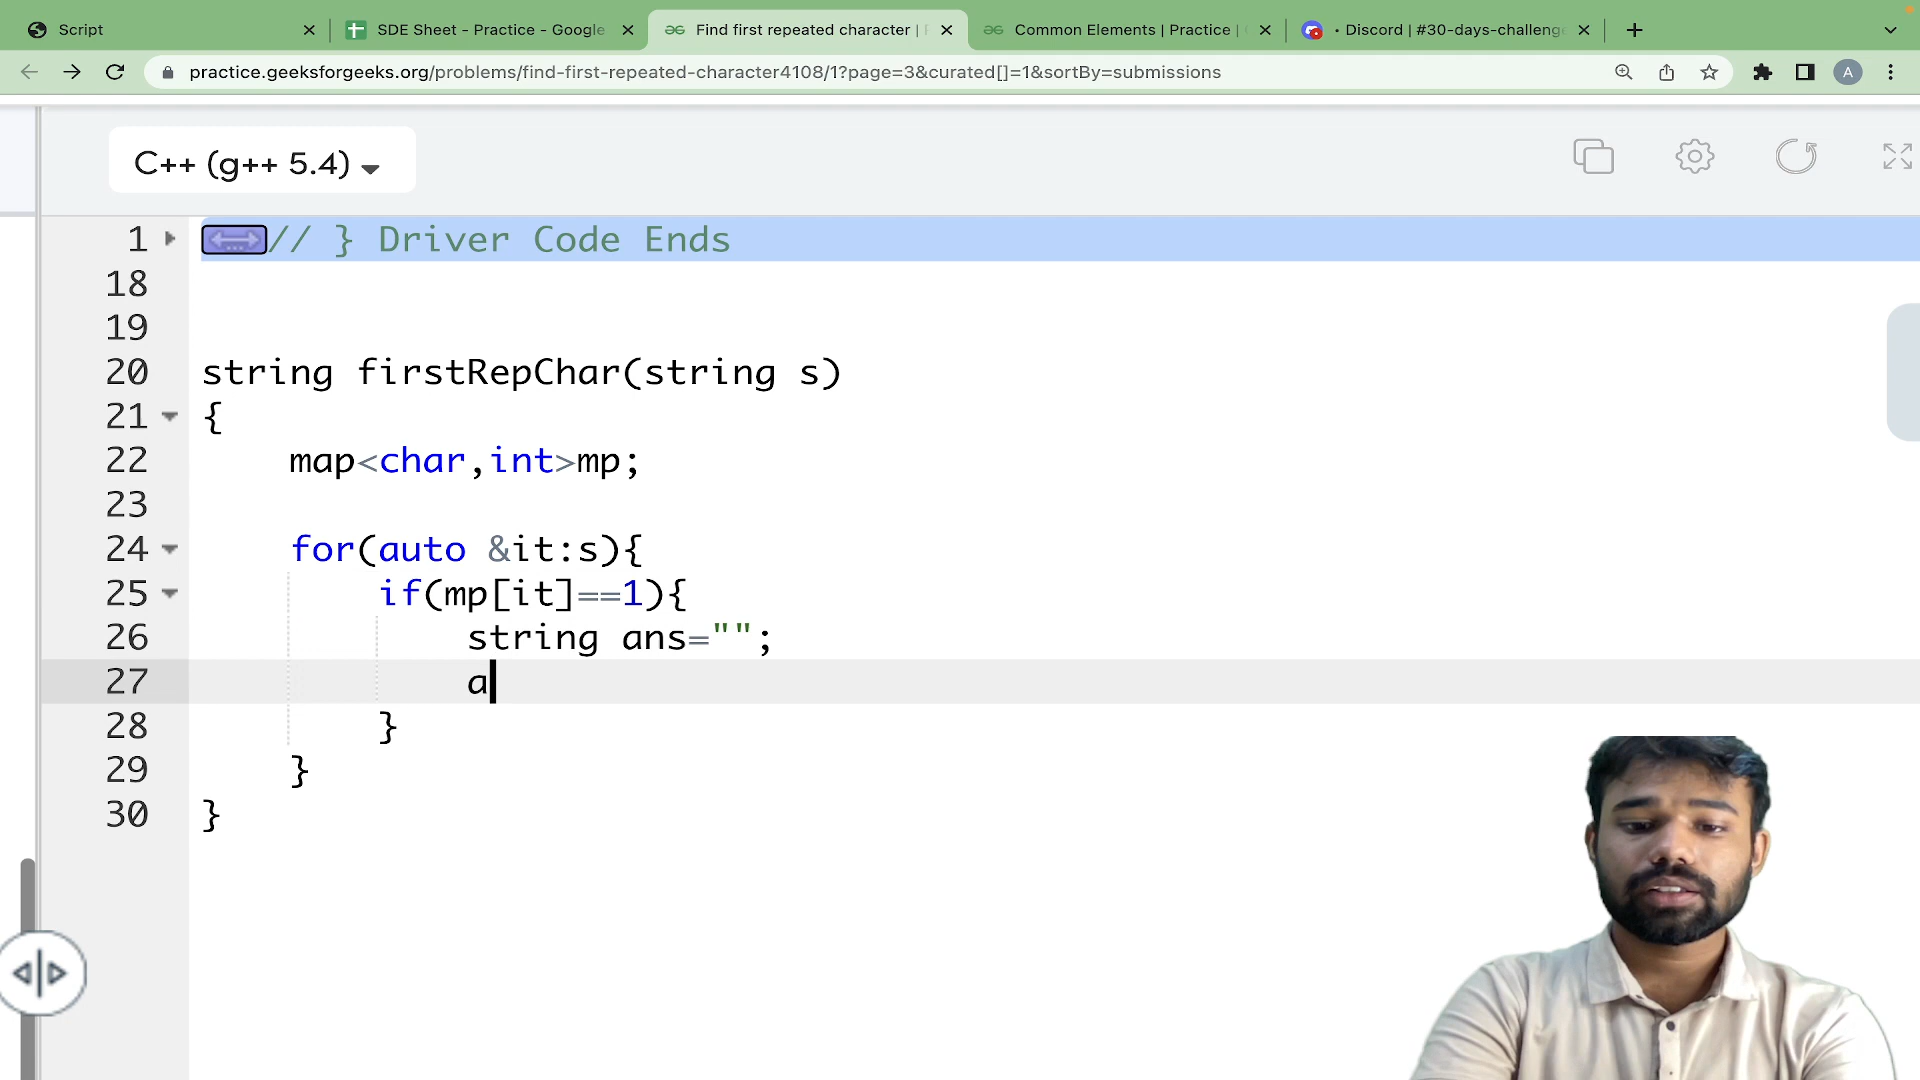 Script
SDE Sheet - Practice - Google
Find first repeated character |
Common Elements | Practice |
• Discord | #30-days-challeng
practice.geeksforgeeks.org/problems/find-first-repeated-character4108/1?page=3&curated[]=1&sortBy=submissions
A
C++ (g++ 5.4)
1 // } Driver Code Ends
18
19
20 string firstRepChar(string s)
21 {
22 map<char,int>mp;
23
24 for(auto &it:s){
25 if(mp[it]==1){
26 string ans="";
27 a
28 }
29 }
30 }